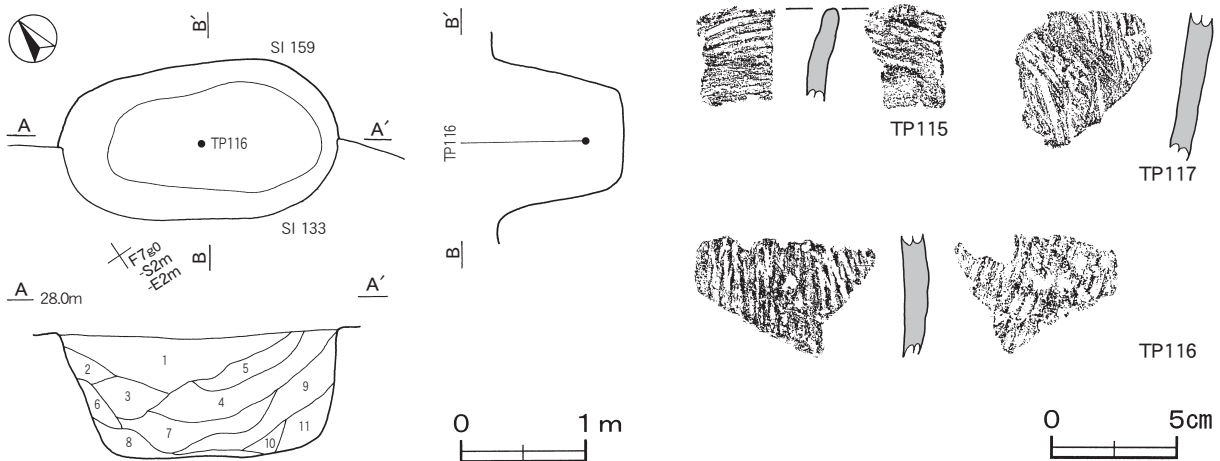 B′
SI 159
A
A′
TP116
SI 133
F7g0
-S2m
-E2m
B
B′
TP116
B
A 28.0m
A′
1
2
3
4
5
6
7
8
9
10
11
0 1 m
TP115
TP117
TP116
0 5cm